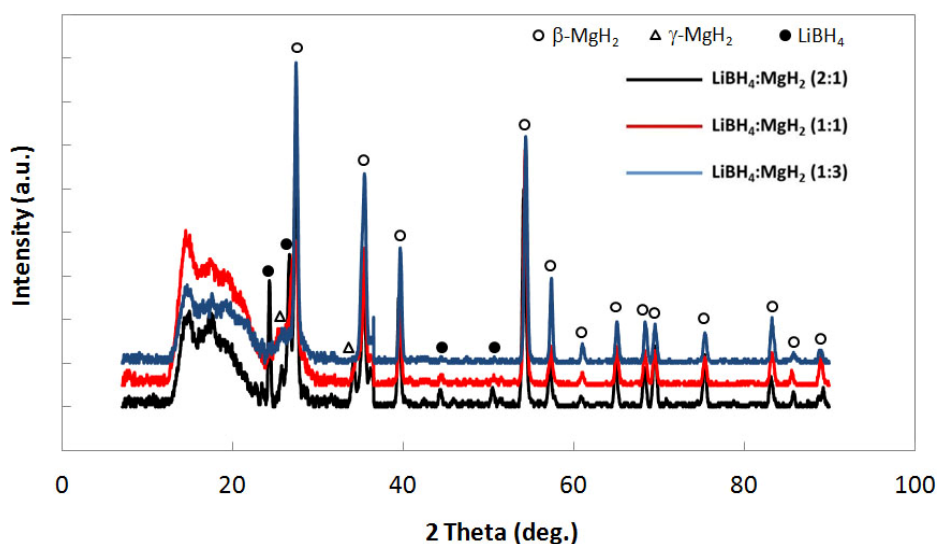 β-MgH₂ γ-MgH₂ LiBH₄
LiBH₄:MgH₂ (2:1)
LiBH₄:MgH₂ (1:1)
LiBH₄:MgH₂ (1:3)
Intensity (a.u.)
0 20 40 60 80 100
2 Theta (deg.)